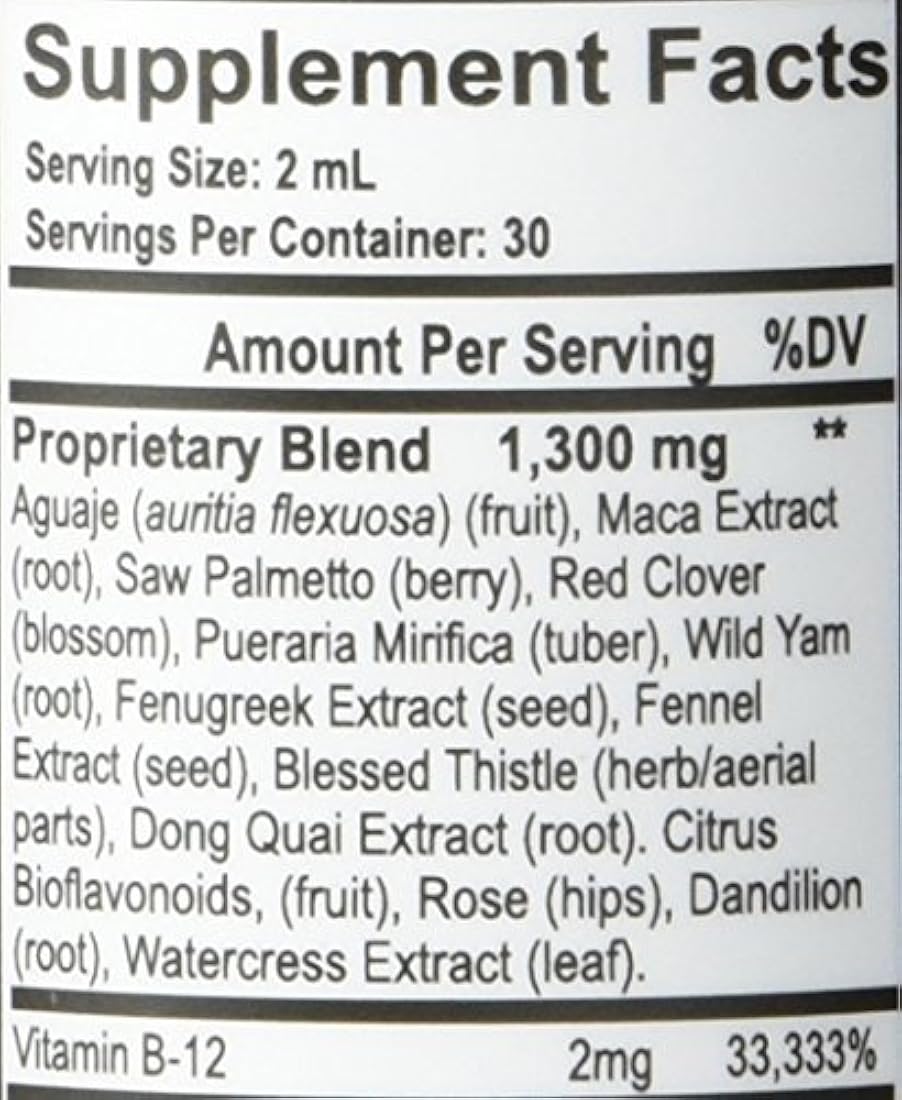 Supplement Facts
Serving Size: 2 mL
Servings Per Container: 30
Amount Per Serving %DV
Proprietary Blend 1,300 mg **
Aguaje (auritia flexuosa) (fruit), Maca Extract
(root), Saw Palmetto (berry), Red Clover
(blossom), Pueraria Mirifica (tuber), Wild Yam
(root), Fenugreek Extract (seed), Fennel
Extract (seed), Blessed Thistle (herb/aerial
parts), Dong Quai Extract (root). Citrus
Bioflavonoids, (fruit), Rose (hips), Dandilion
(root), Watercress Extract (leaf).
Vitamin B-12 2mg 33,333%